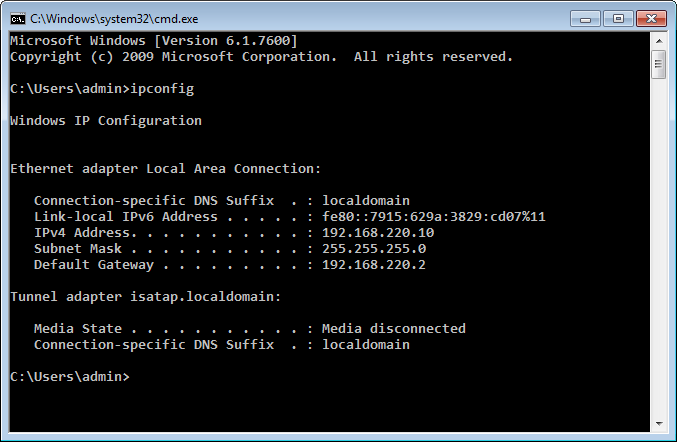 C:\Windows\system32\cmd.exe
Microsoft Windows [Version 6.1.7600]
Copyright (c) 2009 Microsoft Corporation.  All rights reserved.
C:\Users\admin>ipconfig
Windows IP Configuration
Ethernet adapter Local Area Connection:
   Connection-specific DNS Suffix  . : localdomain
   Link-local IPv6 Address . . . . . : fe80::7915:629a:3829:cd07%11
   IPv4 Address. . . . . . . . . . . : 192.168.220.10
   Subnet Mask . . . . . . . . . . . : 255.255.255.0
   Default Gateway . . . . . . . . . : 192.168.220.2
Tunnel adapter isatap.localdomain:
   Media State . . . . . . . . . . . : Media disconnected
   Connection-specific DNS Suffix  . : localdomain
C:\Users\admin>